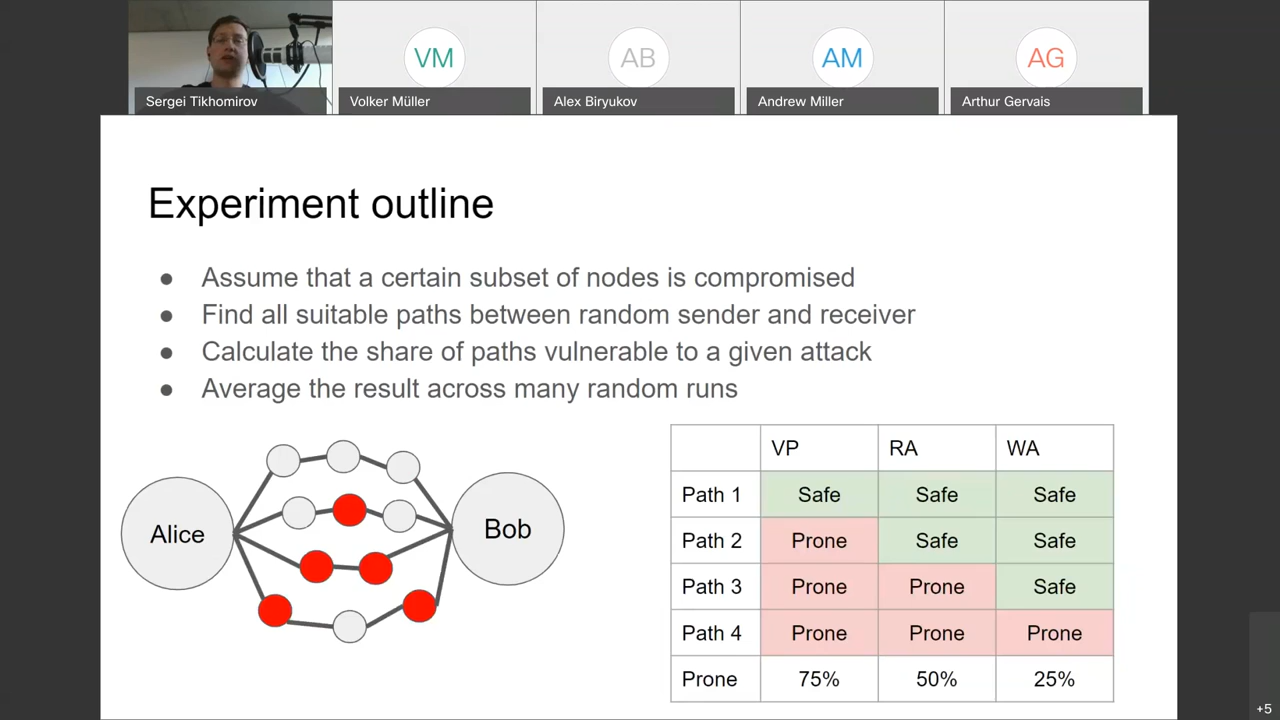 VM
AB
AM
AG
Sergei Tikhomirov
Volker Müller
Alex Biryukov
Andrew Miller
Arthur Gervais
Experiment outline
● Assume that a certain subset of nodes is compromised
● Find all suitable paths between random sender and receiver
● Calculate the share of paths vulnerable to a given attack
● Average the result across many random runs
Alice
Bob
VP RA WA
Path 1 Safe Safe Safe
Path 2 Prone Safe Safe
Path 3 Prone Prone Safe
Path 4 Prone Prone Prone
Prone 75% 50% 25%
+5